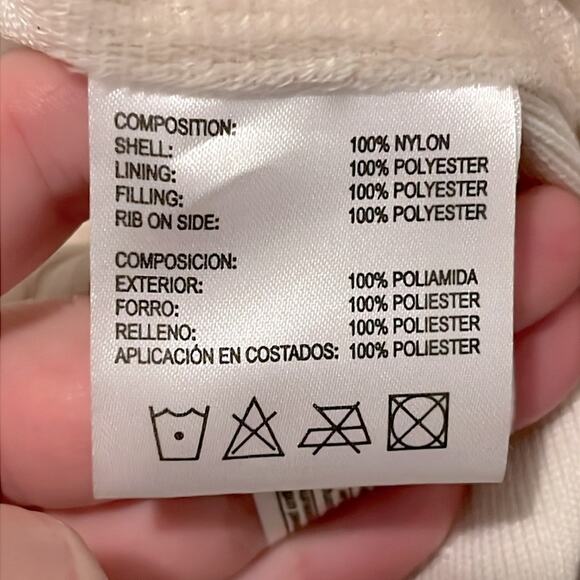 COMPOSITION:
SHELL: 100% NYLON
LINING: 100% POLYESTER
FILLING: 100% POLYESTER
RIB ON SIDE: 100% POLYESTER
COMPOSICION:
EXTERIOR: 100% POLIAMIDA
FORRO: 100% POLIESTER
RELLENO: 100% POLIESTER
APLICACIÓN EN COSTADOS: 100% POLIESTER